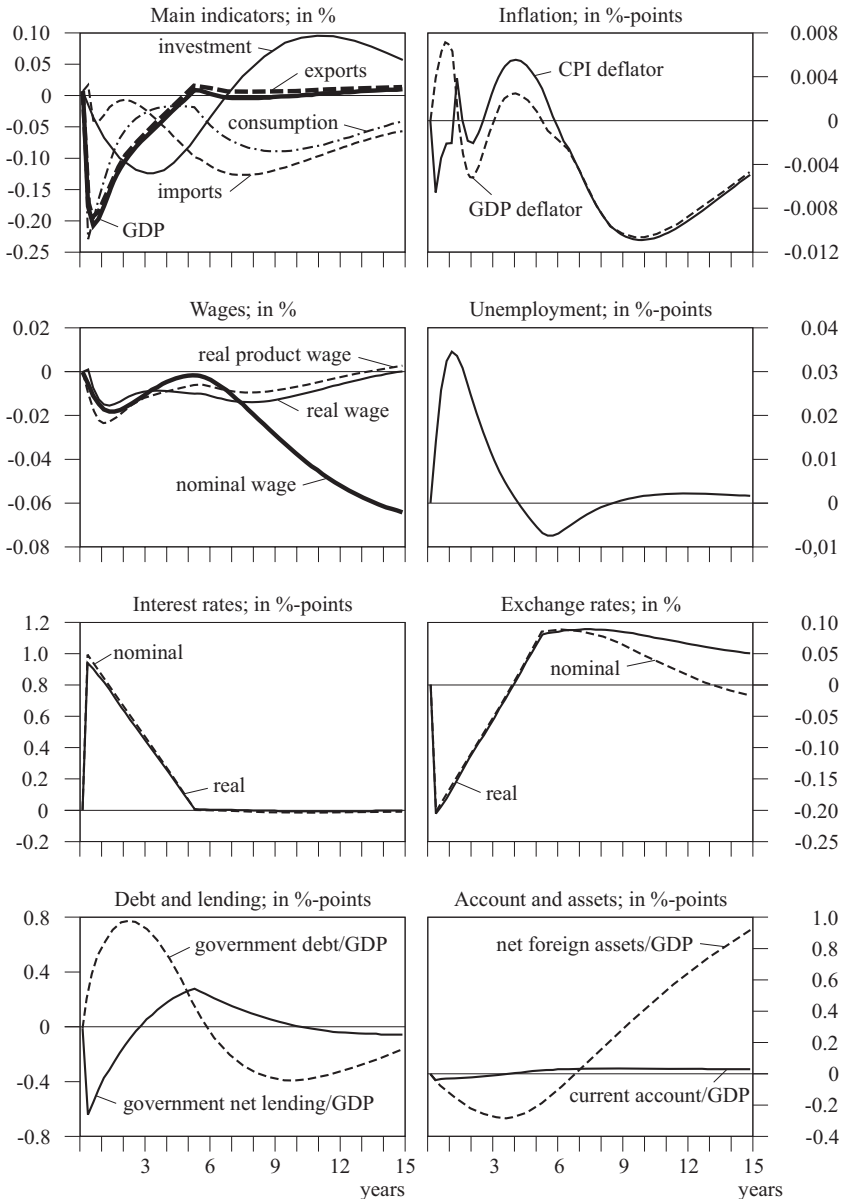 Main indicators; in %
0.10
0.05
0
-0.05
-0.10
-0.15
-0.20
-0.25
investment
exports
consumption
imports
GDP
Inflation; in %-points
0.008
0.004
0
-0.004
-0.008
-0.012
CPI deflator
GDP deflator
Wages; in %
0.02
0
-0.02
-0.04
-0.06
-0.08
real product wage
real wage
nominal wage
Unemployment; in %-points
0.04
0.03
0.02
0.01
0
-0,01
Interest rates; in %-points
1.2
1.0
0.8
0.6
0.4
0.2
0
-0.2
nominal
real
Exchange rates; in %
0.10
0.05
0
-0.05
-0.10
-0.15
-0.20
-0.25
nominal
real
Debt and lending; in %-points
0.8
0.4
0
-0.4
-0.8
government debt/GDP
government net lending/GDP
3 6 9 12 15
years
Account and assets; in %-points
1.0
0.8
0.6
0.4
0.2
0
-0.2
-0.4
net foreign assets/GDP
current account/GDP
3 6 9 12 15
years